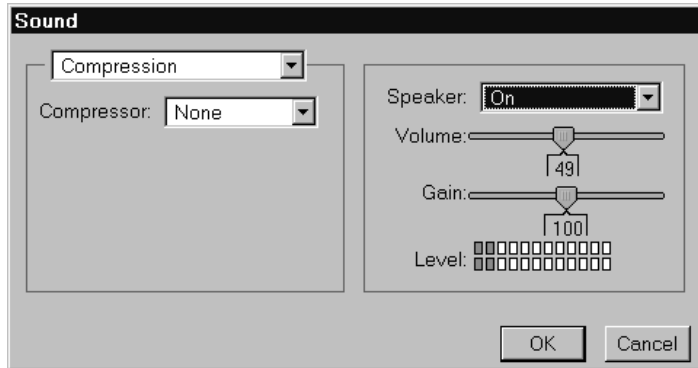 Sound
Compression
Compressor: None
Speaker: On
Volume:
49
Gain:
100
Level:
OK Cancel